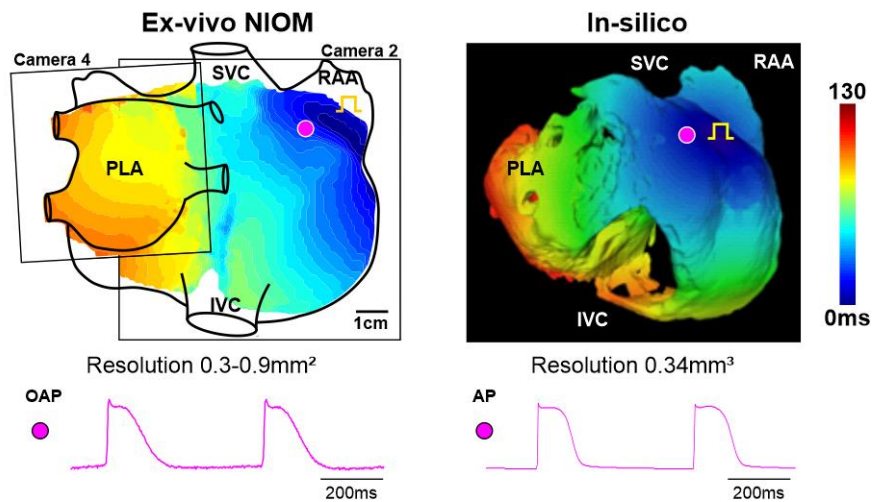 Ex-vivo NIOM
In-silico
Camera 4
Camera 2
SVC
RAA
PLA
IVC
1cm
SVC
RAA
PLA
IVC
130
0ms
Resolution 0.3-0.9mm²
Resolution 0.34mm³
OAP
200ms
AP
200ms